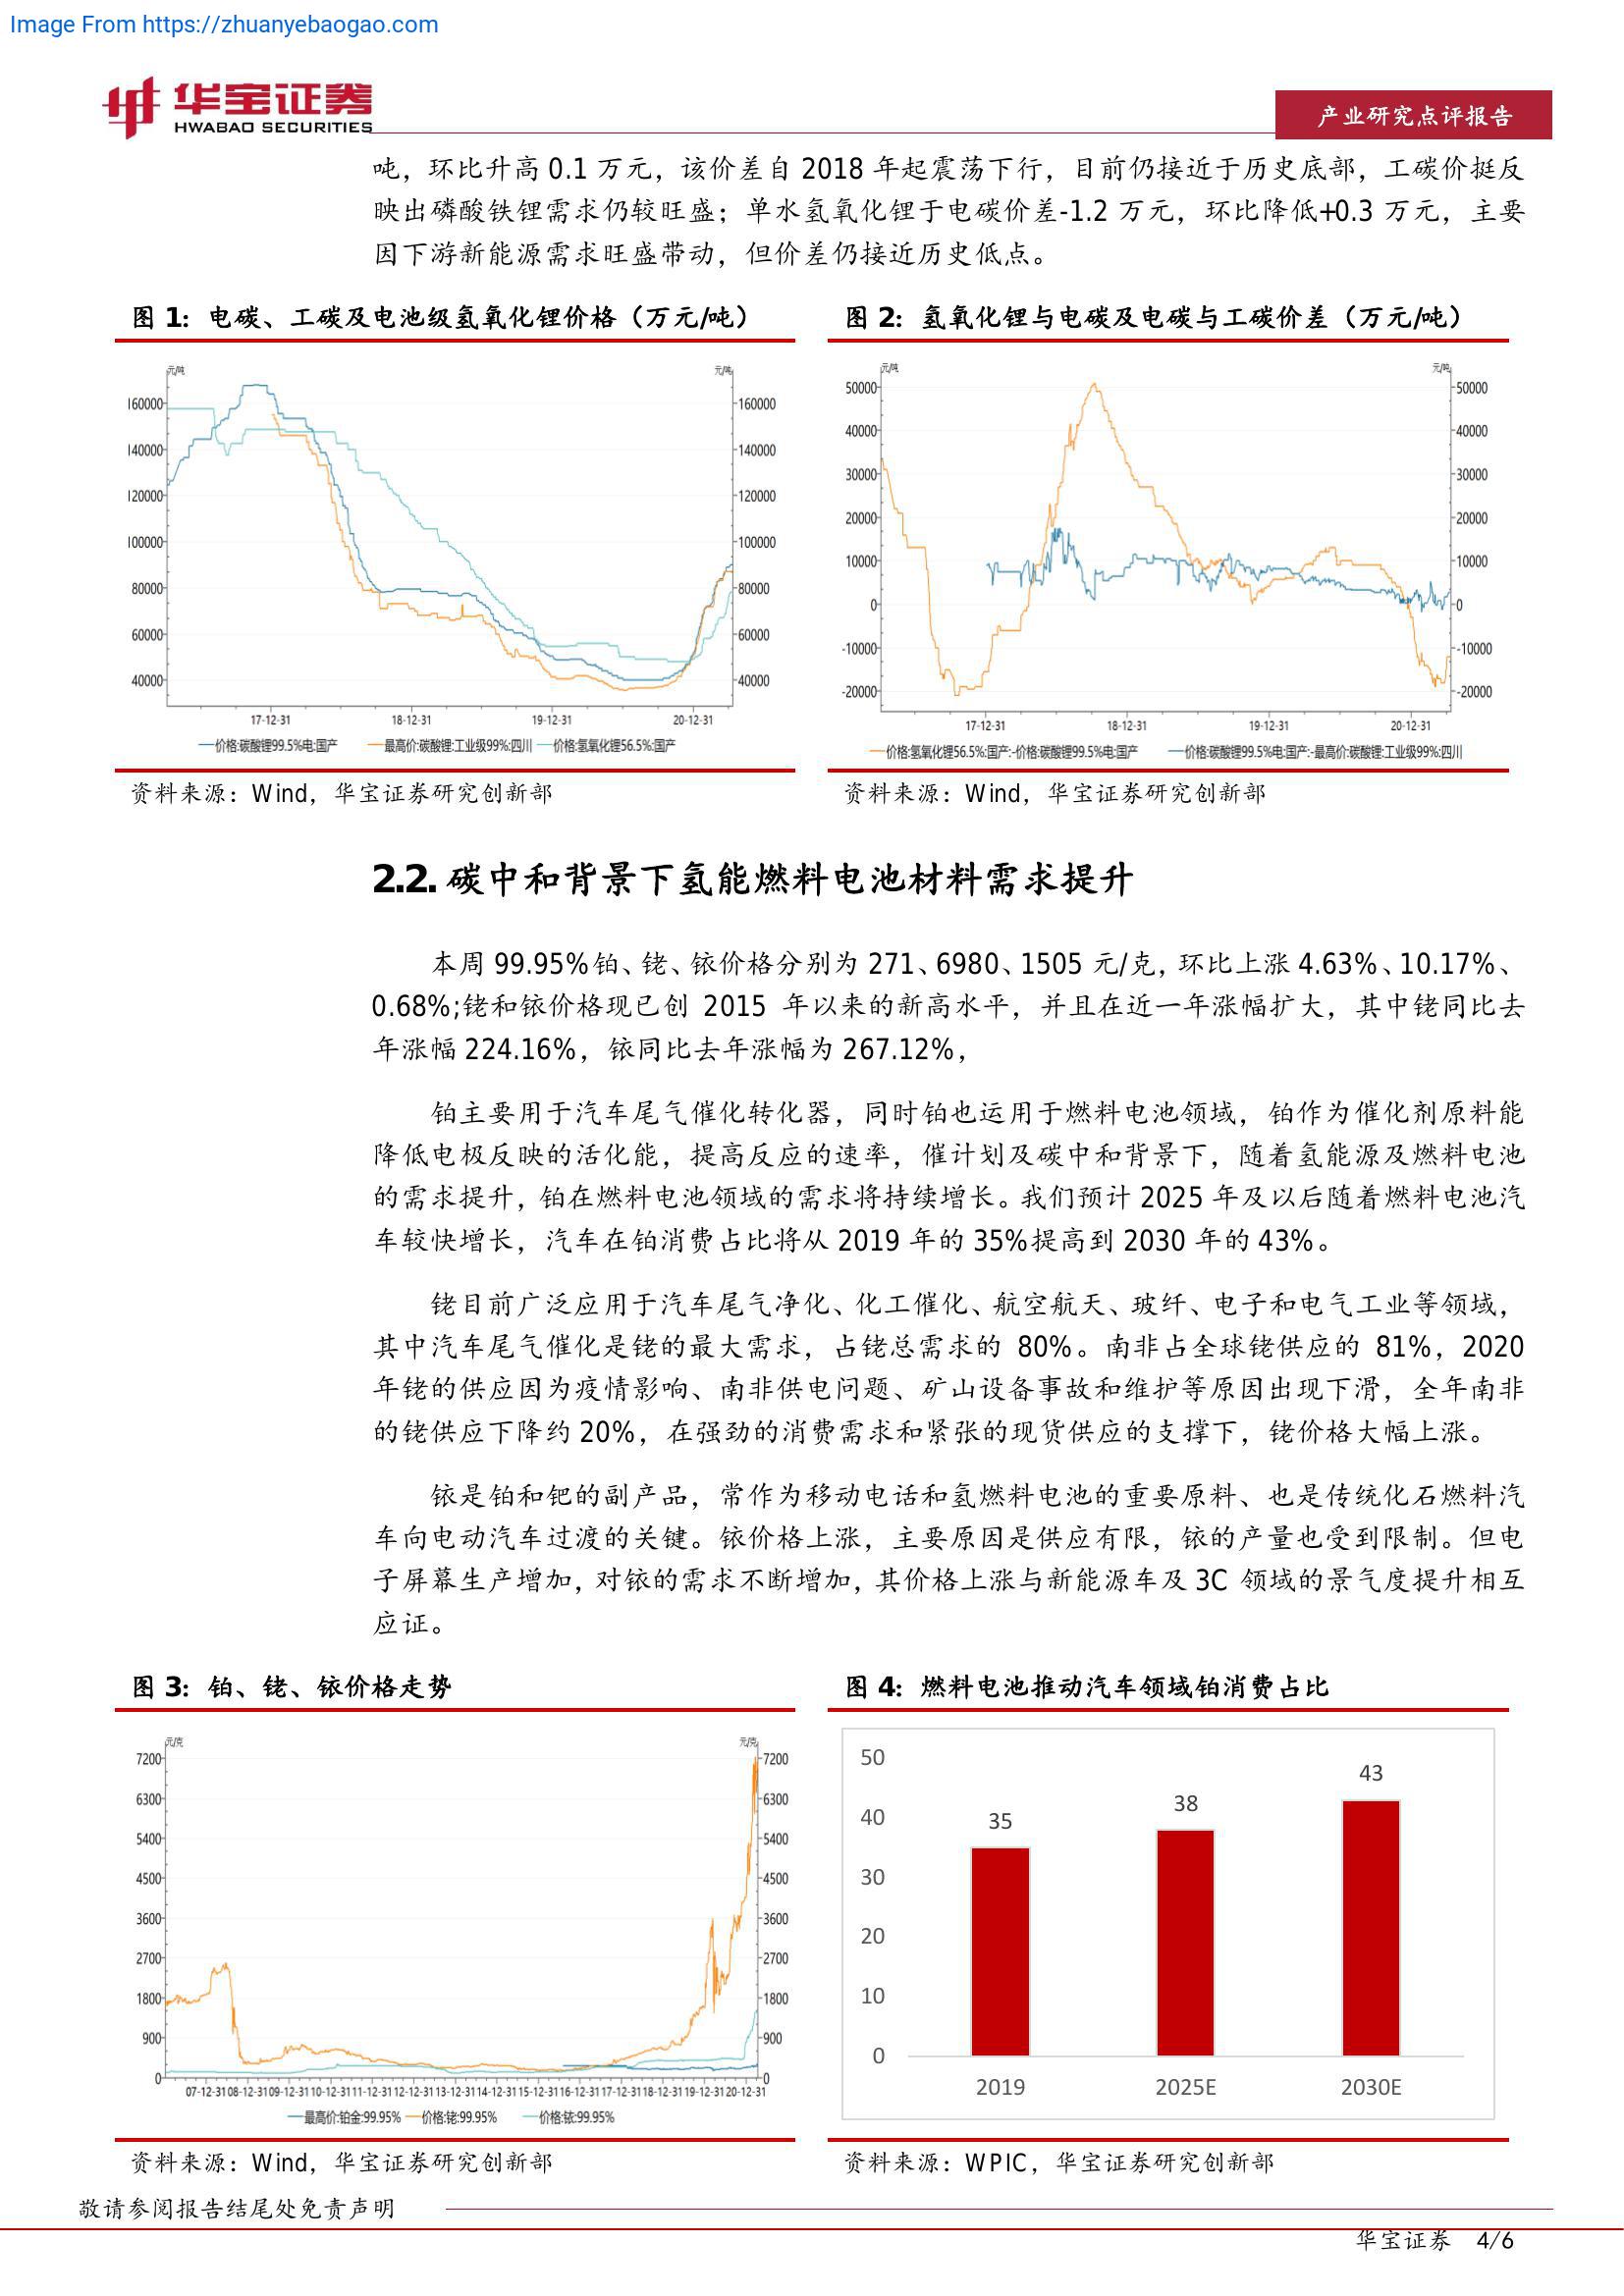 Image From https://zhuanyebaogao.com
华宝证券
HWABAO SECURITIES
产业研究点评报告
吨，环比升高 0.1 万元，该价差自 2018 年起震荡下行，目前仍接近于历史底部，工碳价挺反
映出磷酸铁锂需求仍较旺盛；单水氢氧化锂于电碳价差-1.2 万元，环比降低+0.3 万元，主要
因下游新能源需求旺盛带动，但价差仍接近历史低点。
图 1：电碳、工碳及电池级氢氧化锂价格（万元/吨）
元/吨 元/吨
160000 160000
140000 140000
120000 120000
100000 100000
80000 80000
60000 60000
40000 40000
17-12-31 18-12-31 19-12-31 20-12-31
价格:碳酸锂99.5%电:国产 最高价:碳酸锂:工业级99%:四川 价格:氢氧化锂56.5%:国产
资料来源：Wind，华宝证券研究创新部
图 2：氢氧化锂与电碳及电碳与工碳价差（万元/吨）
元/吨 元/吨
50000 50000
40000 40000
30000 30000
20000 20000
10000 10000
0 0
-10000 -10000
-20000 -20000
17-12-31 18-12-31 19-12-31 20-12-31
价格:氢氧化锂56.5%:国产:-价格:碳酸锂99.5%电:国产 价格:碳酸锂99.5%电:国产:-最高价:碳酸锂:工业级99%:四川
资料来源：Wind，华宝证券研究创新部
2.2. 碳中和背景下氢能燃料电池材料需求提升
本周 99.95%铂、铑、铱价格分别为 271、6980、1505 元/克，环比上涨 4.63%、10.17%、
0.68%;铑和铱价格现已创 2015 年以来的新高水平，并且在近一年涨幅扩大，其中铑同比去
年涨幅 224.16%，铱同比去年涨幅为 267.12%，
铂主要用于汽车尾气催化转化器，同时铂也运用于燃料电池领域，铂作为催化剂原料能
降低电极反映的活化能，提高反应的速率，催计划及碳中和背景下，随着氢能源及燃料电池
的需求提升，铂在燃料电池领域的需求将持续增长。我们预计 2025 年及以后随着燃料电池汽
车较快增长，汽车在铂消费占比将从 2019 年的 35%提高到 2030 年的 43%。
铑目前广泛应用于汽车尾气净化、化工催化、航空航天、玻纤、电子和电气工业等领域，
其中汽车尾气催化是铑的最大需求，占铑总需求的 80%。南非占全球铑供应的 81%，2020
年铑的供应因为疫情影响、南非供电问题、矿山设备事故和维护等原因出现下滑，全年南非
的铑供应下降约 20%，在强劲的消费需求和紧张的现货供应的支撑下，铑价格大幅上涨。
铱是铂和钯的副产品，常作为移动电话和氢燃料电池的重要原料、也是传统化石燃料汽
车向电动汽车过渡的关键。铱价格上涨，主要原因是供应有限，铱的产量也受到限制。但电
子屏幕生产增加，对铱的需求不断增加，其价格上涨与新能源车及 3C 领域的景气度提升相互
应证。
图 3：铂、铑、铱价格走势
元/克 元/克
7200 7200
6300 6300
5400 5400
4500 4500
3600 3600
2700 2700
1800 1800
900 900
0 0
07-12-31 08-12-31 09-12-31 10-12-31 11-12-31 12-12-31 13-12-31 14-12-31 15-12-31 16-12-31 17-12-31 18-12-31 19-12-31 20-12-31
最高价:铂金:99.95% 价格:铑:99.95% 价格:铱:99.95%
资料来源：Wind，华宝证券研究创新部
图 4：燃料电池推动汽车领域铂消费占比
50
40
30
20
10
0
35
38
43
2019 2025E 2030E
资料来源：WPIC，华宝证券研究创新部
敬请参阅报告结尾处免责声明
华宝证券 4/6